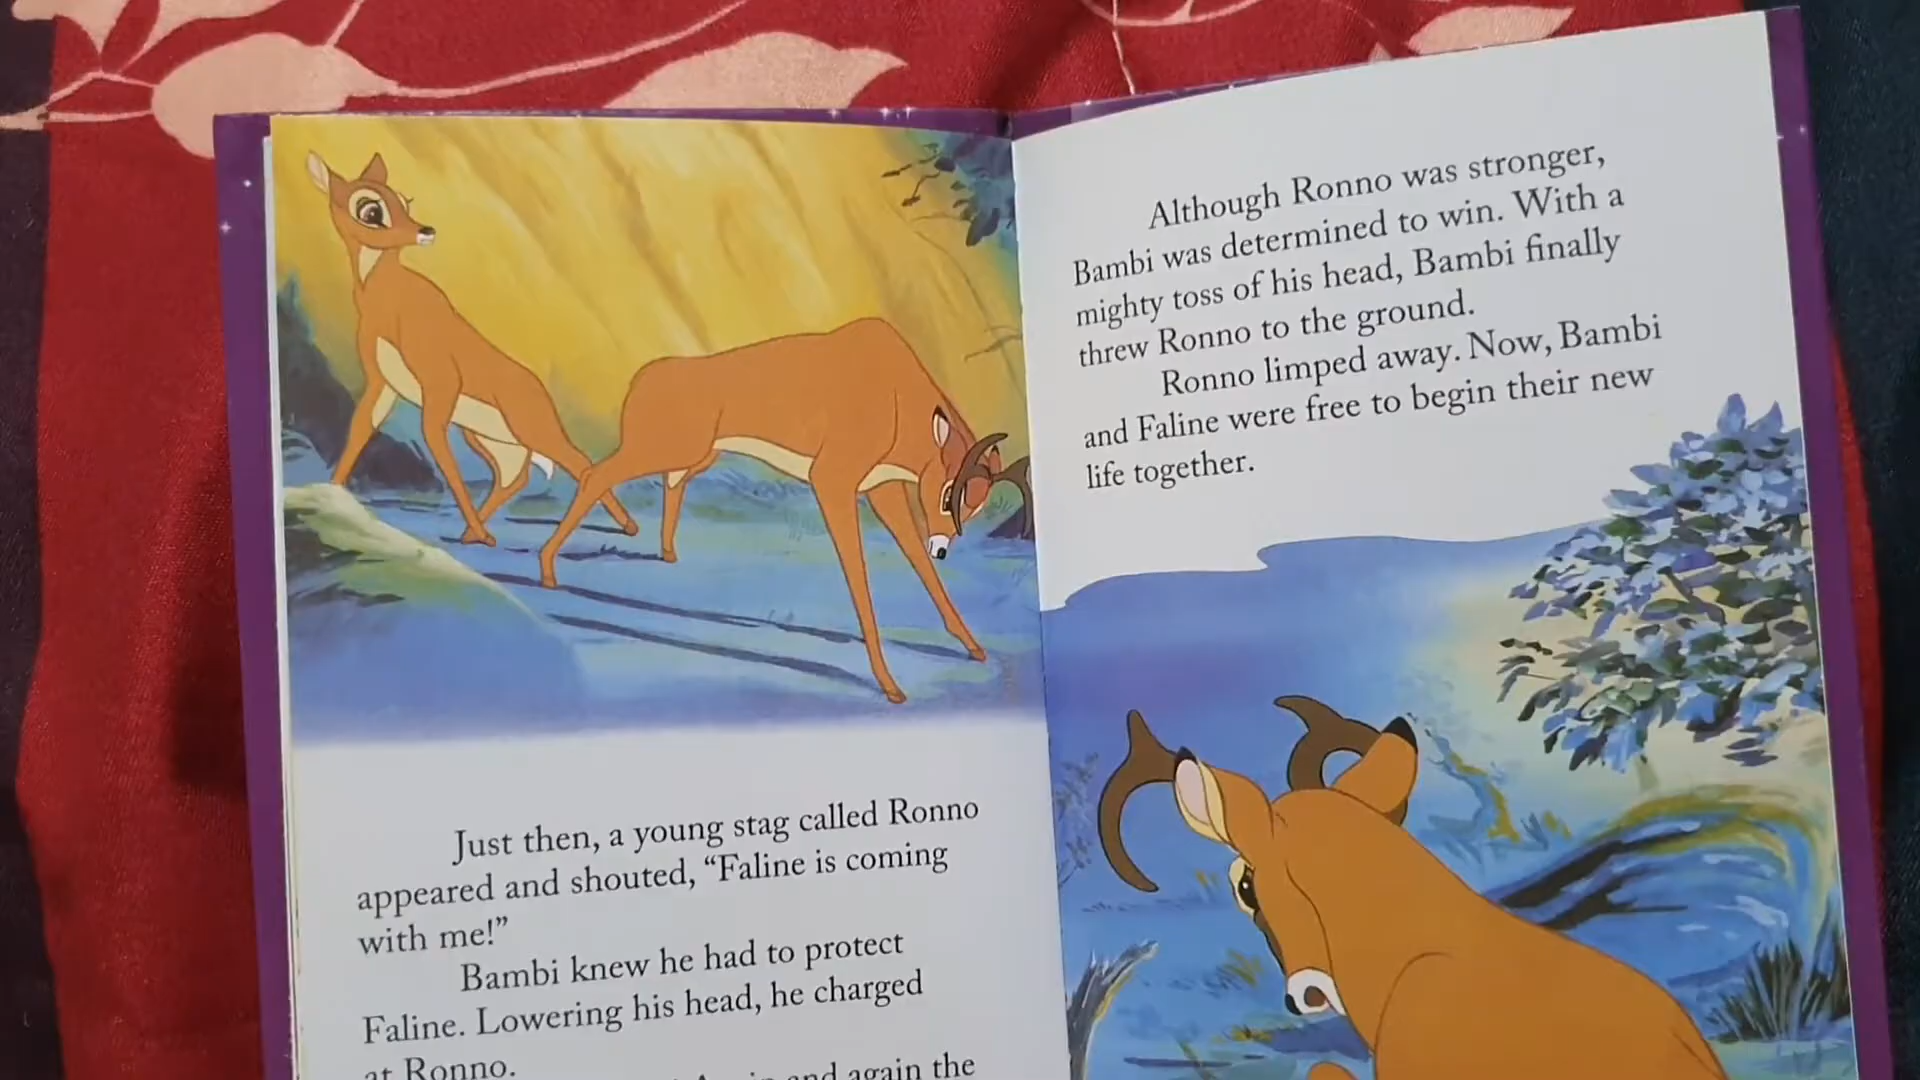 Just then, a young stag called Ronno
appeared and shouted, “Faline is coming
with me!”
Bambi knew he had to protect
Faline. Lowering his head, he charged
at Ronno.
and again the
Although Ronno was stronger,
Bambi was determined to win. With a
mighty toss of his head, Bambi finally
threw Ronno to the ground.
Ronno limped away. Now, Bambi
and Faline were free to begin their new
life together.